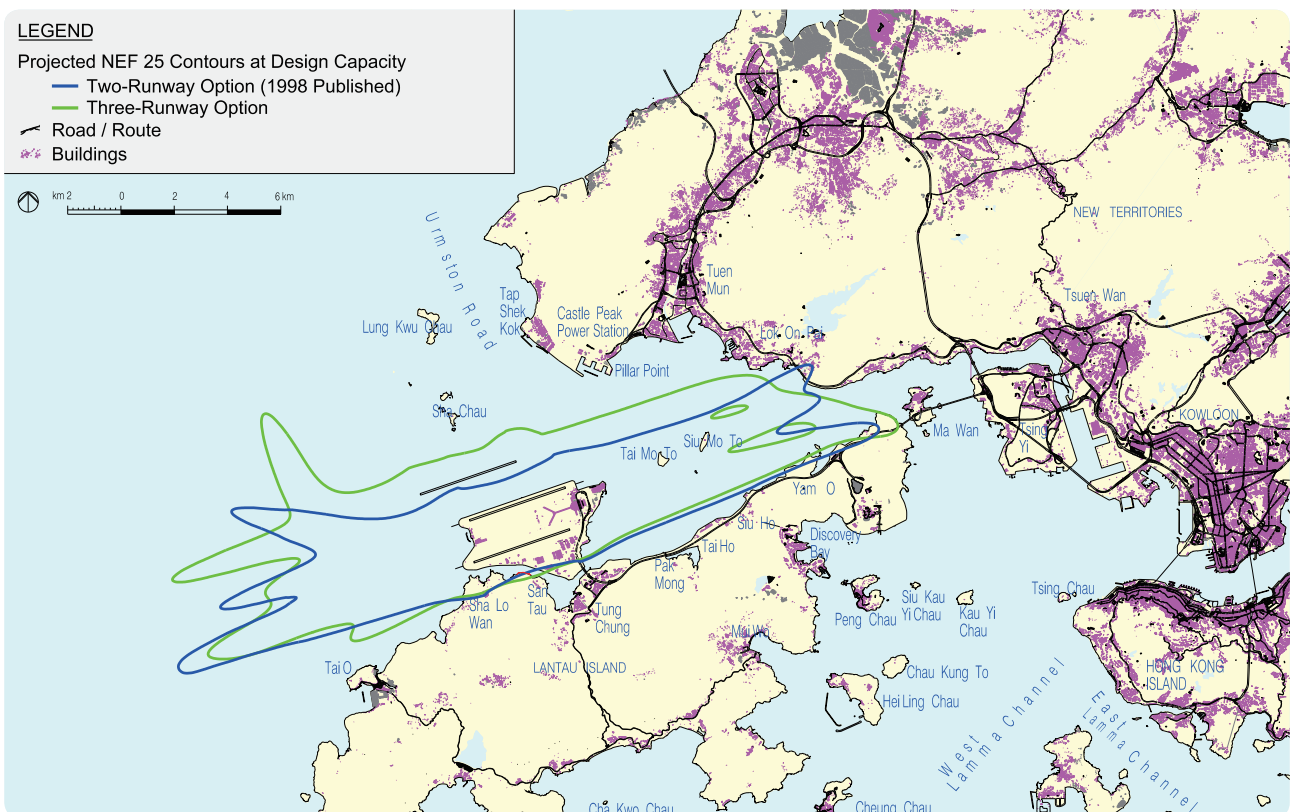 LEGEND
Projected NEF 25 Contours at Design Capacity
Two-Runway Option (1998 Published)
Three-Runway Option
Road / Route
Buildings
km 2 0 2 4 6 km
Urmston Road
NEW TERRITORIES
Tuen
Mun
Tap
Shek
Kok
Castle Peak
Power Station
Lung Kwu Chau
Tsuen Wan
Lok On Pai
Pillar Point
Sha Chau
KOWLOON
Ma Wan
Tsing
Yi
Siu Mo To
Tai Mo To
Yam O
Siu Ho
Discovery
Bay
Tai Ho
Pak
Mong
San
Tau
Sha Lo
Wan
Tung
Chung
Tsing Chau
Peng Chau
Siu Kau
Yi Chau
Kau Yi
Chau
Mui Wo
Tai O
LANTAU ISLAND
Chau Kung To
HONG KONG
ISLAND
Hei Ling Chau
West
Lamma Channel
East
Lamma Channel
Cha Kwo Chau
Cheung Chau